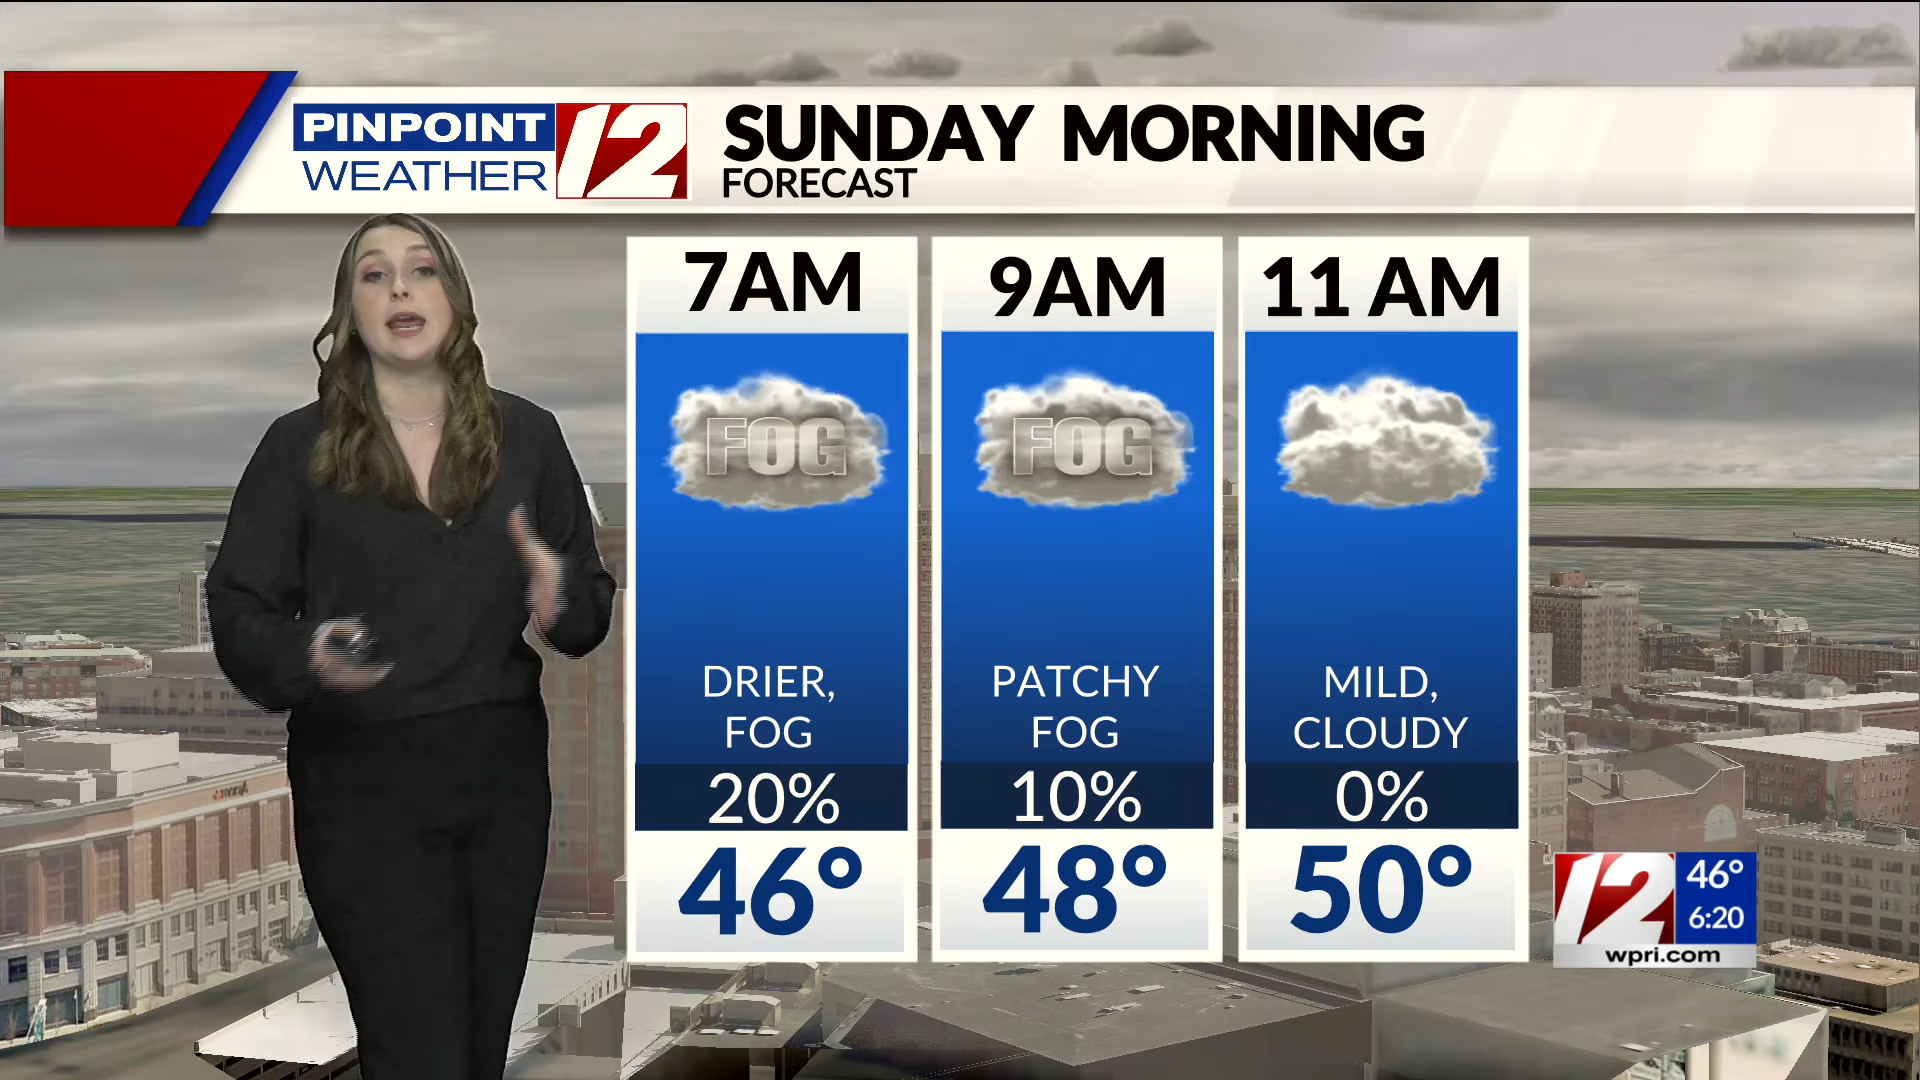 PINPOINT
WEATHER
12
SUNDAY MORNING
FORECAST
7AM
FOG
DRIER,
FOG
20%
46°
9AM
FOG
PATCHY
FOG
10%
48°
11 AM
MILD,
CLOUDY
0%
50°
12
46°
6:20
wpri.com